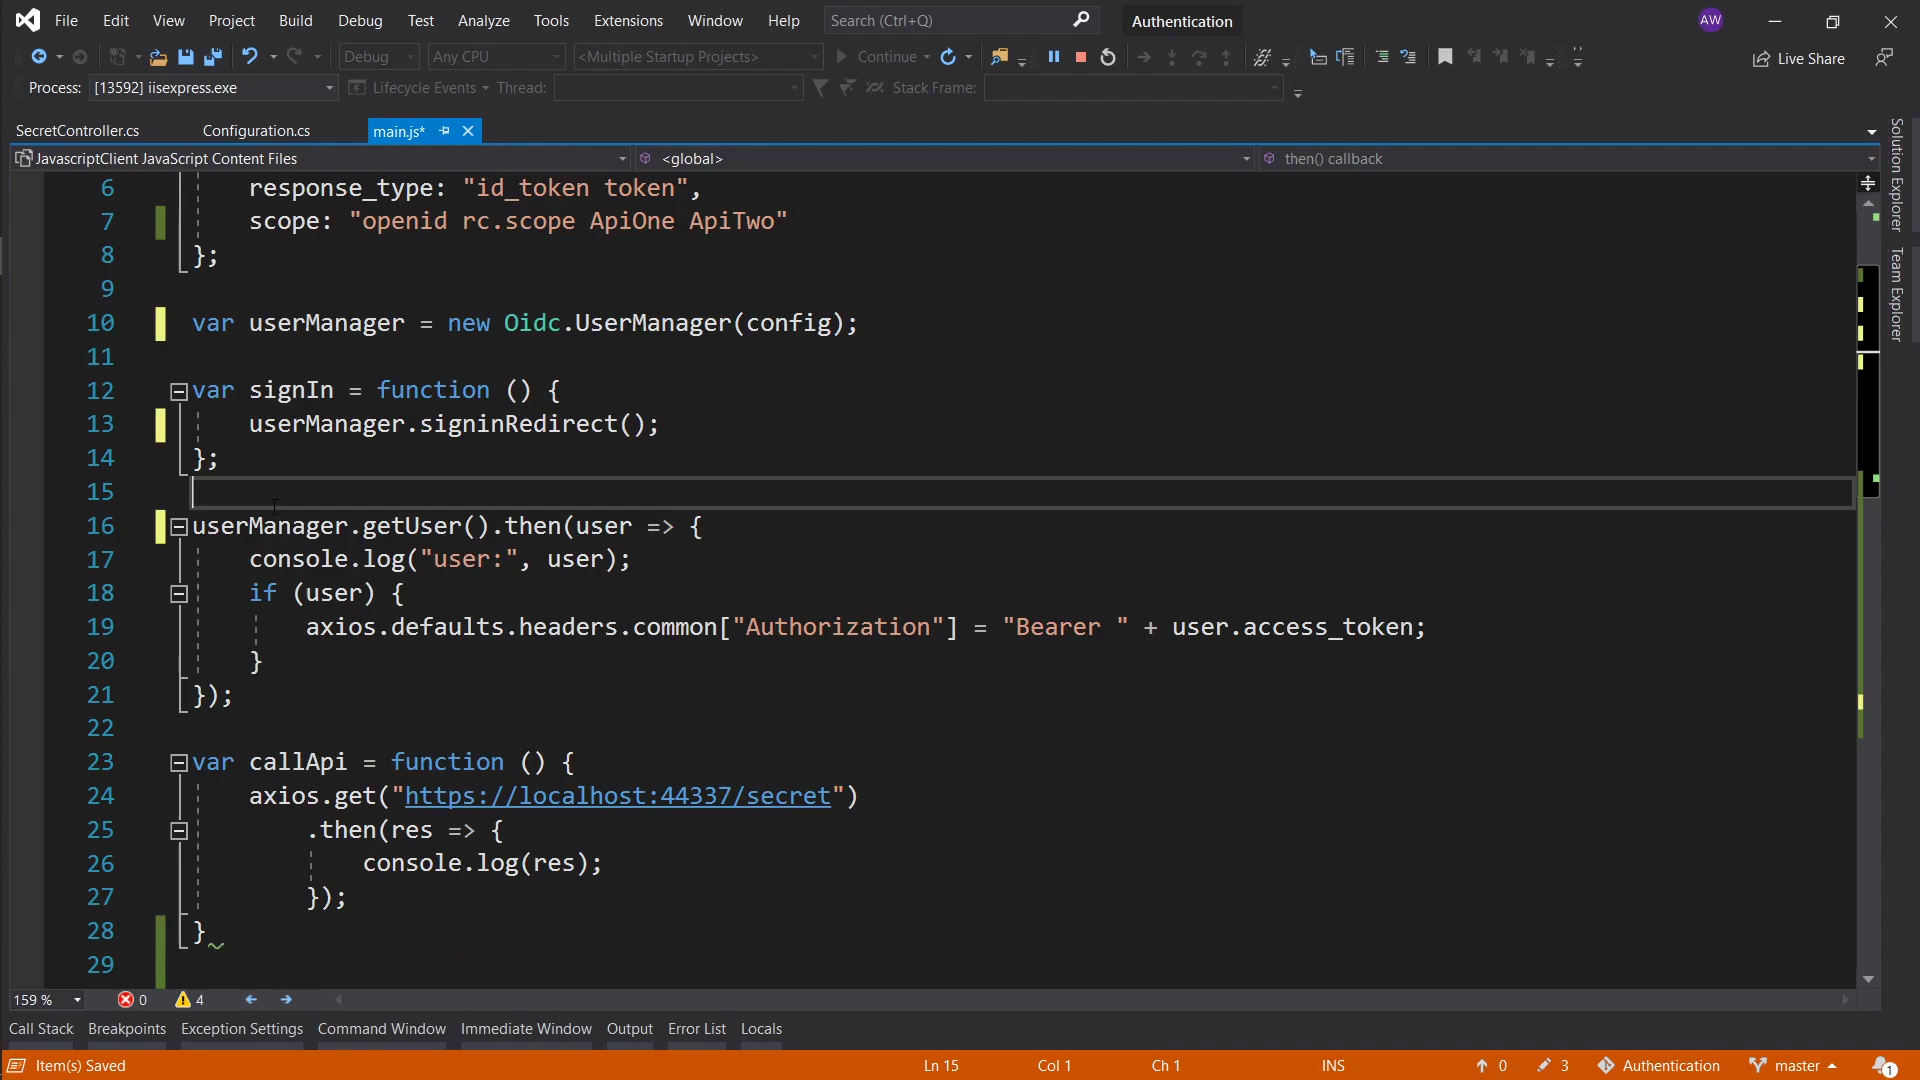 File Edit View Project Build Debug Test Analyze Tools Extensions Window Help Search (Ctrl+Q) Authentication AW
Debug Any CPU <Multiple Startup Projects> Continue Live Share
Process: [13592] iisexpress.exe Lifecycle Events Thread: Stack Frame:
SecretController.cs Configuration.cs main.js*
JavascriptClient JavaScript Content Files <global> then() callback
6 response_type: "id_token token",
7 scope: "openid rc.scope ApiOne ApiTwo"
8 };
9
10 var userManager = new Oidc.UserManager(config);
11
12 var signIn = function () {
13 userManager.signinRedirect();
14 };
15
16 userManager.getUser().then(user => {
17 console.log("user:", user);
18 if (user) {
19 axios.defaults.headers.common["Authorization"] = "Bearer " + user.access_token;
20 }
21 });
22
23 var callApi = function () {
24 axios.get("https://localhost:44337/secret")
25 .then(res => {
26 console.log(res);
27 });
28 }
29
Solution Explorer
Team Explorer
159 % 0 4
Call Stack Breakpoints Exception Settings Command Window Immediate Window Output Error List Locals
Item(s) Saved Ln 15 Col 1 Ch 1 INS 0 3 Authentication master 1